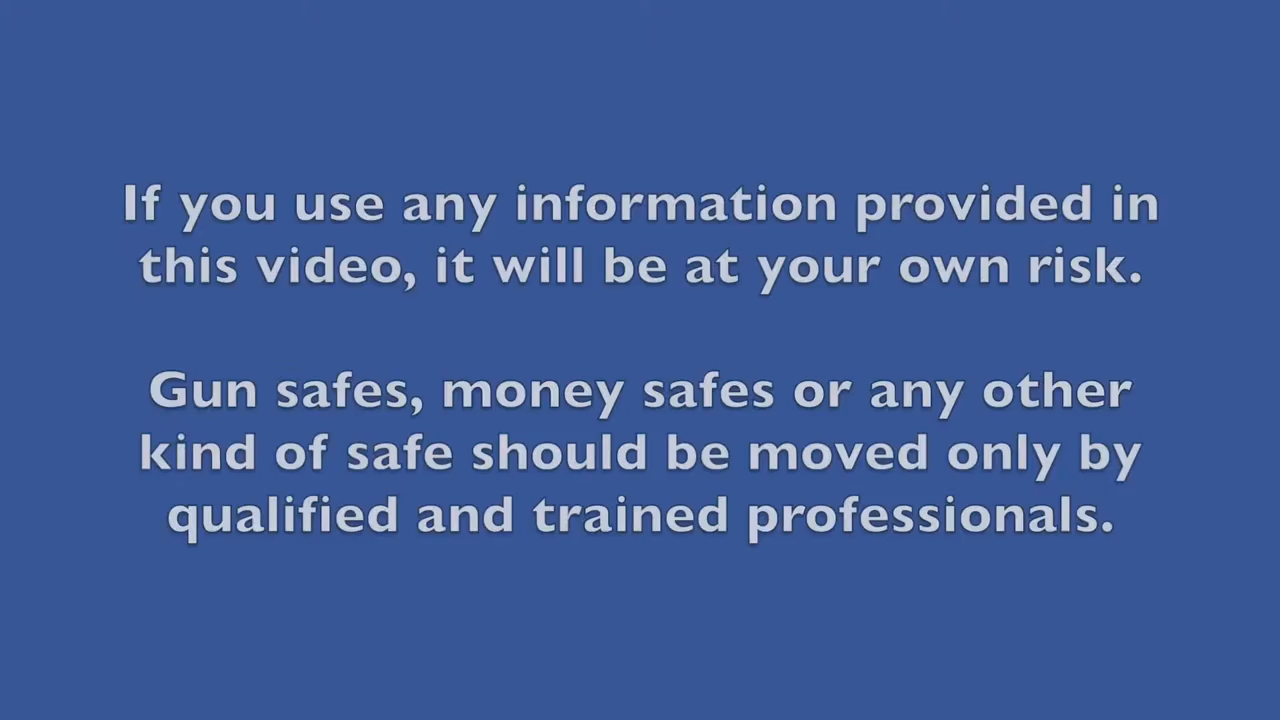 If you use any information provided in
this video, it will be at your own risk.
Gun safes, money safes or any other
kind of safe should be moved only by
qualified and trained professionals.